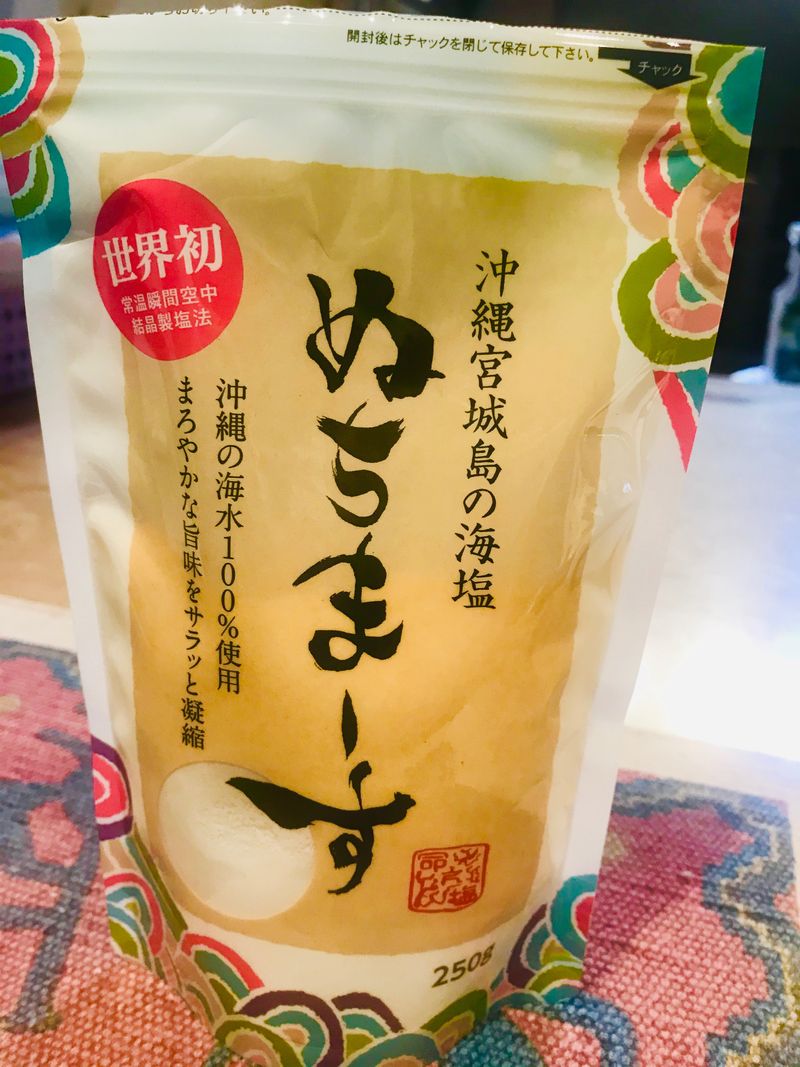 開封後はチャックを閉じて保存して下さい。
チャック
世界初
常温瞬間空中
結晶製塩法
沖縄宮城島の海塩
ぬちまーす
沖縄の海水100%使用
まろやかな旨味をサラッと凝縮
250g